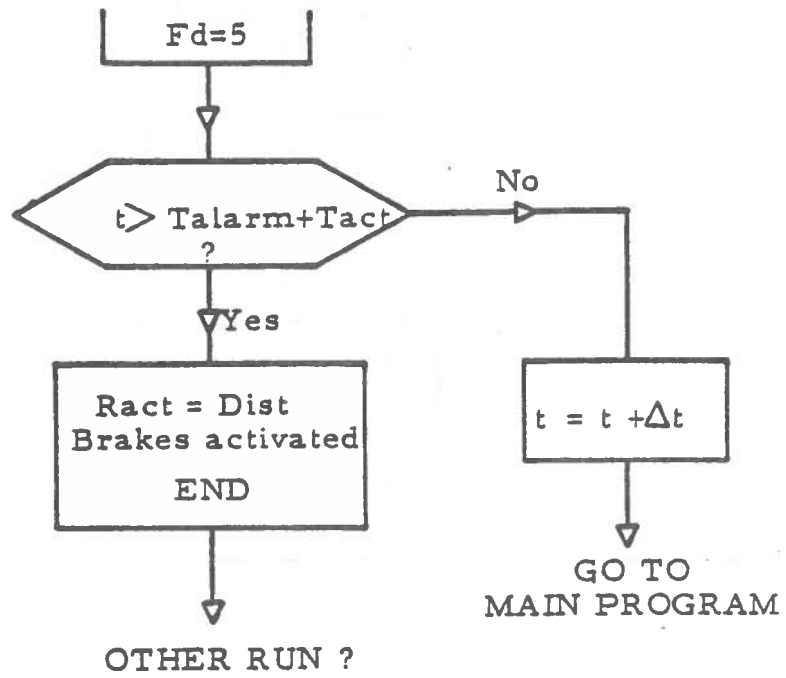 Fd=5
t> Talarm+Tact
?
No
Yes
Ract = Dist
Brakes activated
END
t = t +Δt
GO TO
MAIN PROGRAM
OTHER RUN ?